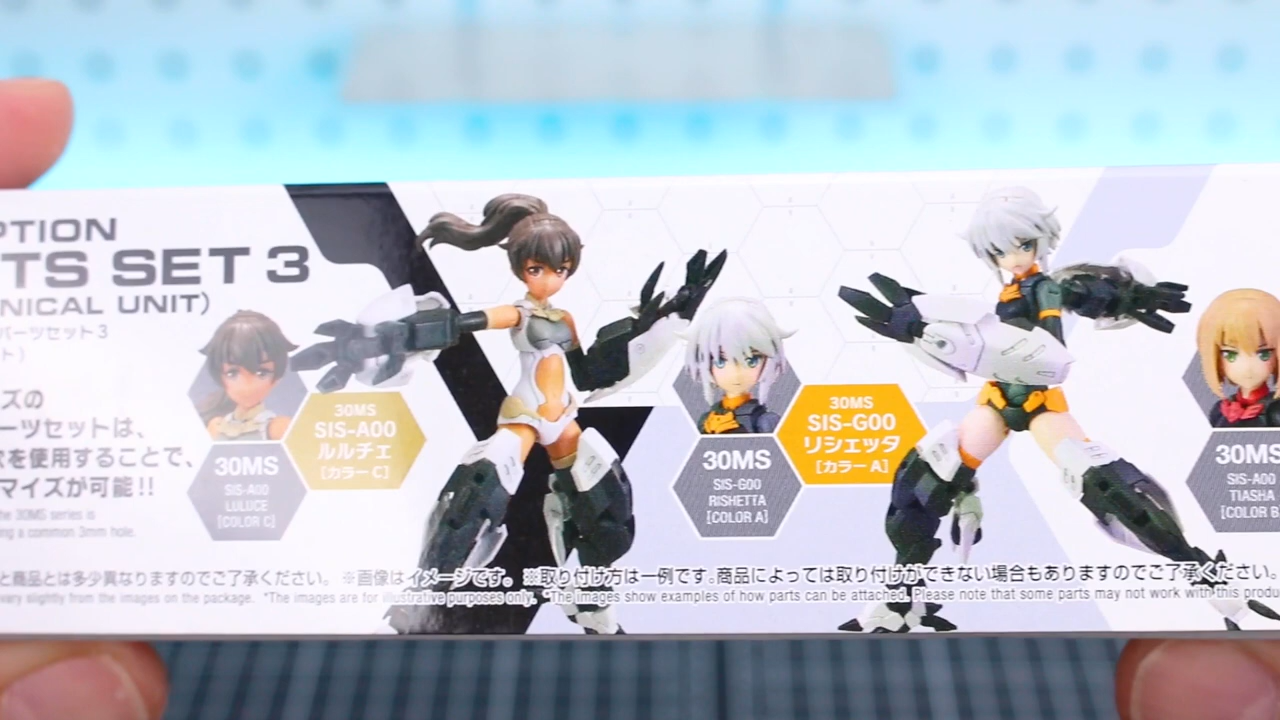 PTION
TS SET 3
NICAL UNIT)
パーツセット3
ト)
ズの
ーツセットは、
を使用することで、
マイズが可能!!
the 30MS series is
ing a common 3mm hole.
30MS
SIS-A00
LULUCE
[COLOR C]
30MS
SIS-A00
ルルチェ
[カラーC]
30MS
SIS-G00
RISHETTA
[COLOR A]
30MS
SIS-G00
リシェッタ
[カラーA]
30MS
SIS-A00
TIASHA
[COLOR B
と商品とは多少異なりますのでご了承ください。 ※画像はイメージです。 ※取り付け方は一例です。商品によっては取り付けができない場合もありますのでご了承ください。
vary slightly from the images on the package. *The images are for illustrative purposes only. *The images show examples of how parts can be attached. Please note that some parts may not work with this produ